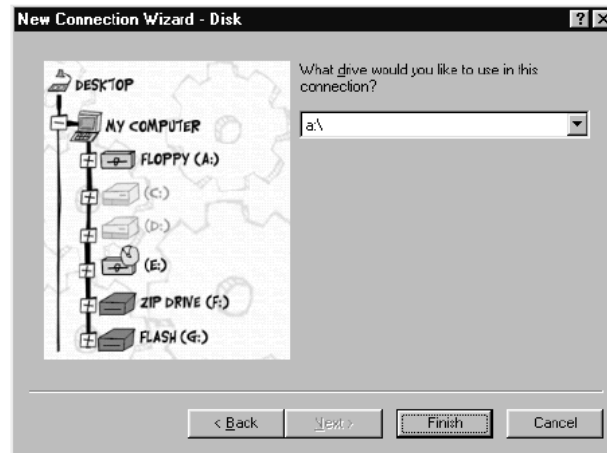 New Connection Wizard - Disk
What drive would you like to use in this
connection?
a:\
DESKTOP
MY COMPUTER
FLOPPY (A:)
(C:)
(D:)
(E:)
ZIP DRIVE (F:)
FLASH (G:)
< Back
Next >
Finish
Cancel